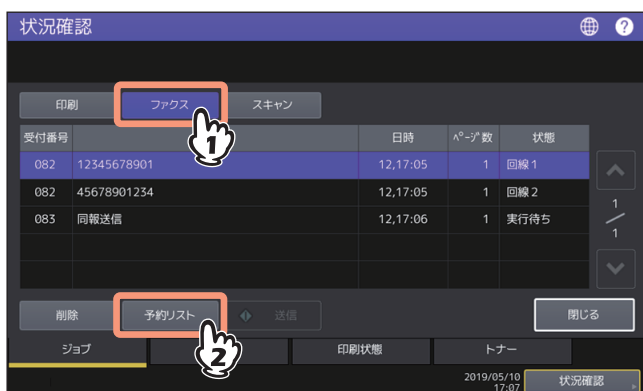 状況確認 ?
印刷 ファクス スキャン
1
受付番号 日時 ページ数 状態
082 12345678901 12,17:05 1 回線1
082 45678901234 12,17:05 1 回線2
083 同報送信 12,17:06 1 実行待ち
1
1
削除 予約リスト 送信 閉じる
2
ジョブ 印刷状態 トナー
2019/05/10
17:07 状況確認